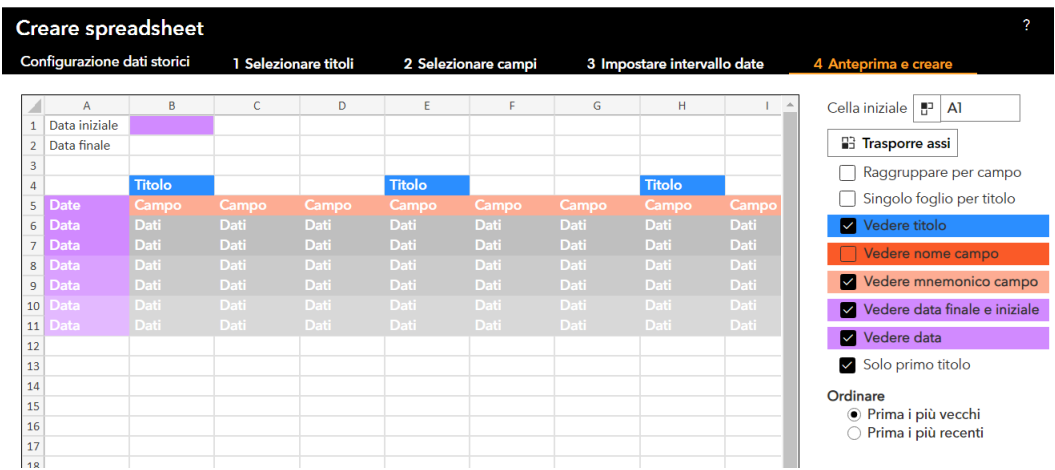 Creare spreadsheet ?
Configurazione dati storici 1 Selezionare titoli 2 Selezionare campi 3 Impostare intervallo date 4 Anteprima e creare
A B C D E F G H I
1 Data iniziale
2 Data finale
3
4 Titolo Titolo Titolo
5 Date Campo Campo Campo Campo Campo Campo Campo Campo
6 Data Dati Dati Dati Dati Dati Dati Dati Dati
7 Data Dati Dati Dati Dati Dati Dati Dati Dati
8 Data Dati Dati Dati Dati Dati Dati Dati Dati
9 Data Dati Dati Dati Dati Dati Dati Dati Dati
10 Data Dati Dati Dati Dati Dati Dati Dati Dati
11 Data Dati Dati Dati Dati Dati Dati Dati Dati
12
13
14
15
16
17
18
Cella iniziale A1
Trasporre assi
Raggruppare per campo
Singolo foglio per titolo
Vedere titolo
Vedere nome campo
Vedere mnemonico campo
Vedere data finale e iniziale
Vedere data
Solo primo titolo
Ordinare
Prima i più vecchi
Prima i più recenti